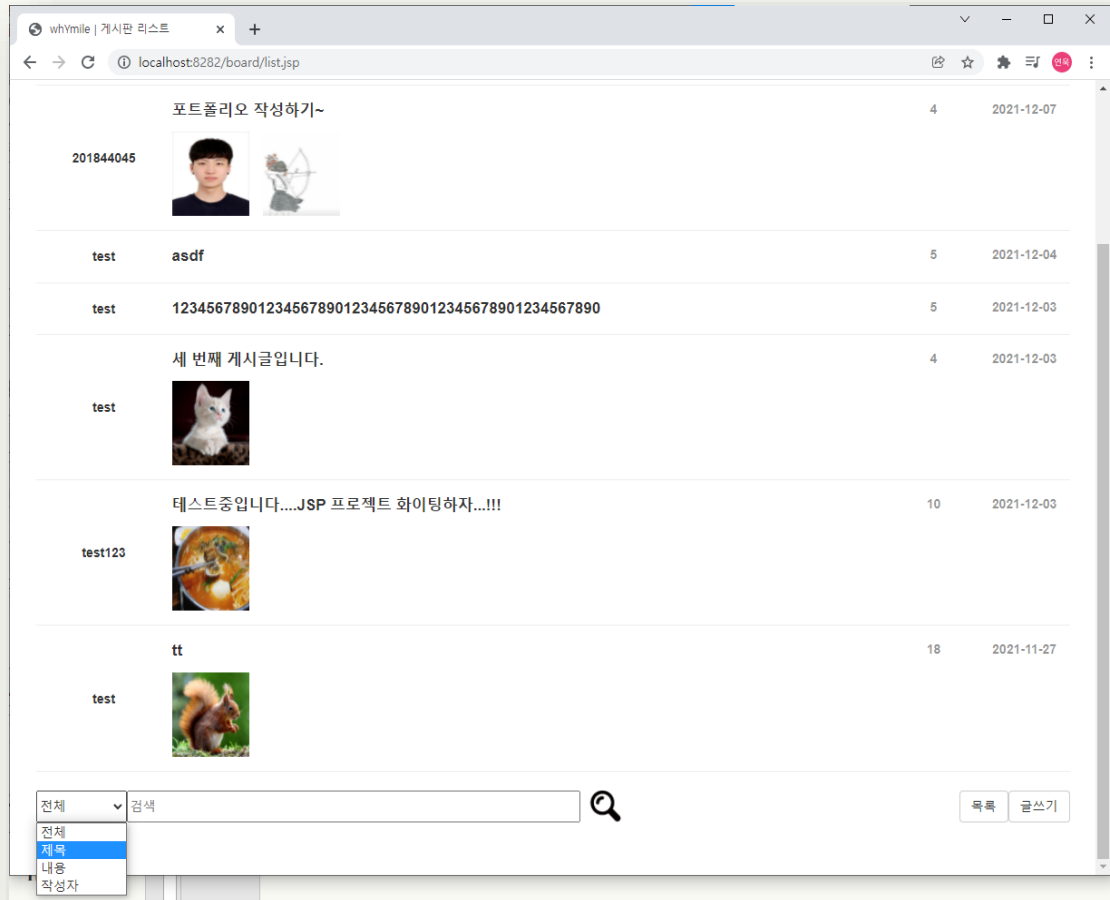 whYmile | 게시판 리스트
localhost:8282/board/list.jsp
연욱
포트폴리오 작성하기~ 4 2021-12-07
201844045
test asdf 5 2021-12-04
test 12345678901234567890123456789012345678901234567890 5 2021-12-03
세 번째 게시글입니다. 4 2021-12-03
test
테스트중입니다....JSP 프로젝트 화이팅하자...!!! 10 2021-12-03
test123
tt 18 2021-11-27
test
전체 검색 목록 글쓰기
전체
제목
내용
작성자